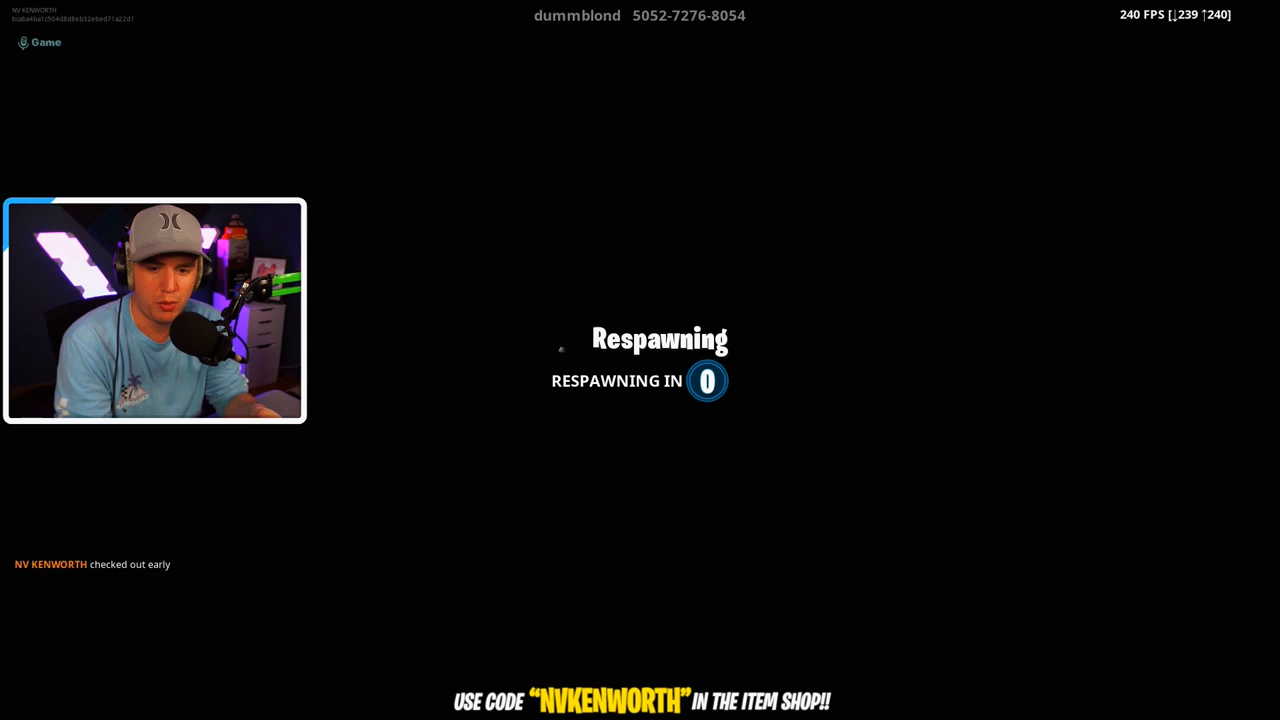 NV KENWORTH
dummblond 5052-7276-8054
240 FPS [↓239 ↑240]
Game
Respawning
RESPAWNING IN 0
NV KENWORTH checked out early
USE CODE “NVKENWORTH” IN THE ITEM SHOP!!